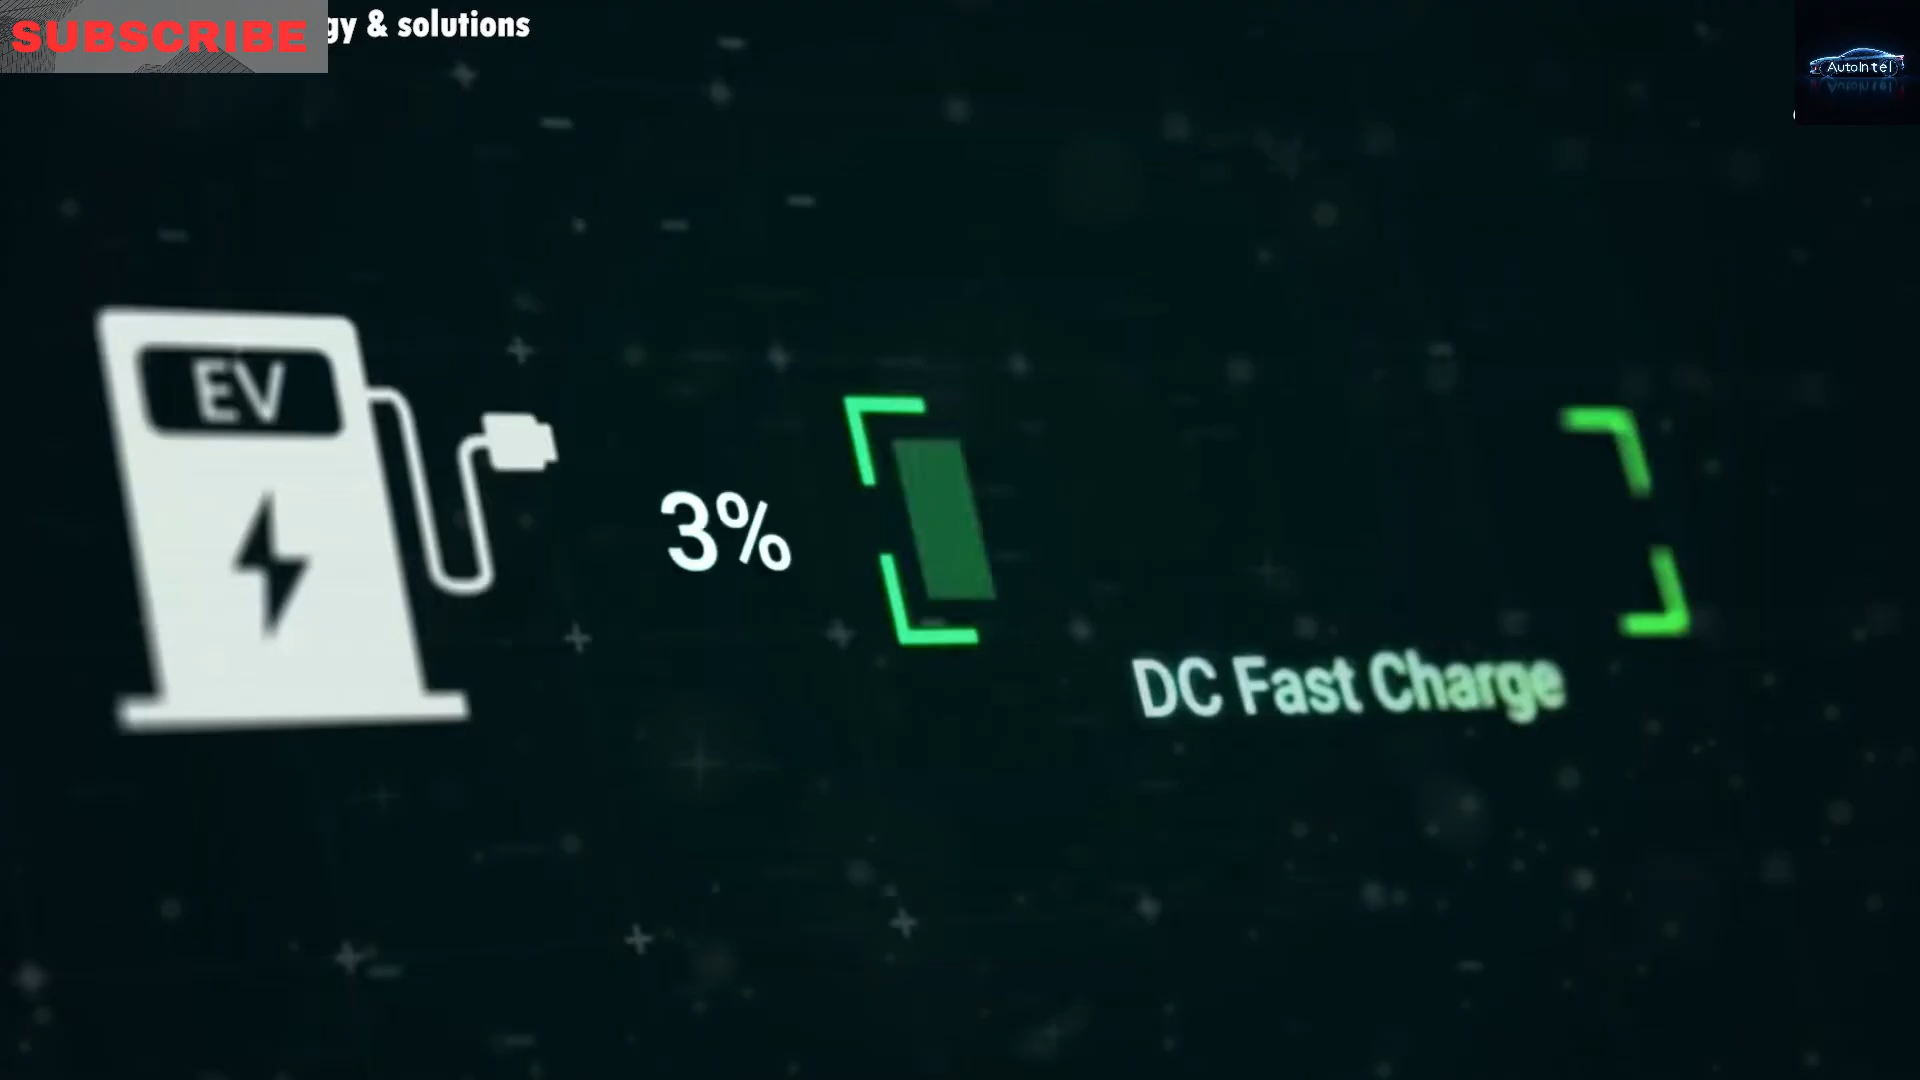 SUBSCRIBE
gy & solutions
AutoIntel
EV
3%
DC Fast Charge